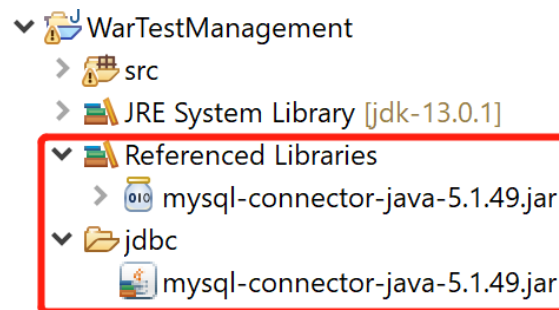 WarTestManagement
src
JRE System Library [jdk-13.0.1]
Referenced Libraries
010 mysql-connector-java-5.1.49.jar
jdbc
mysql-connector-java-5.1.49.jar